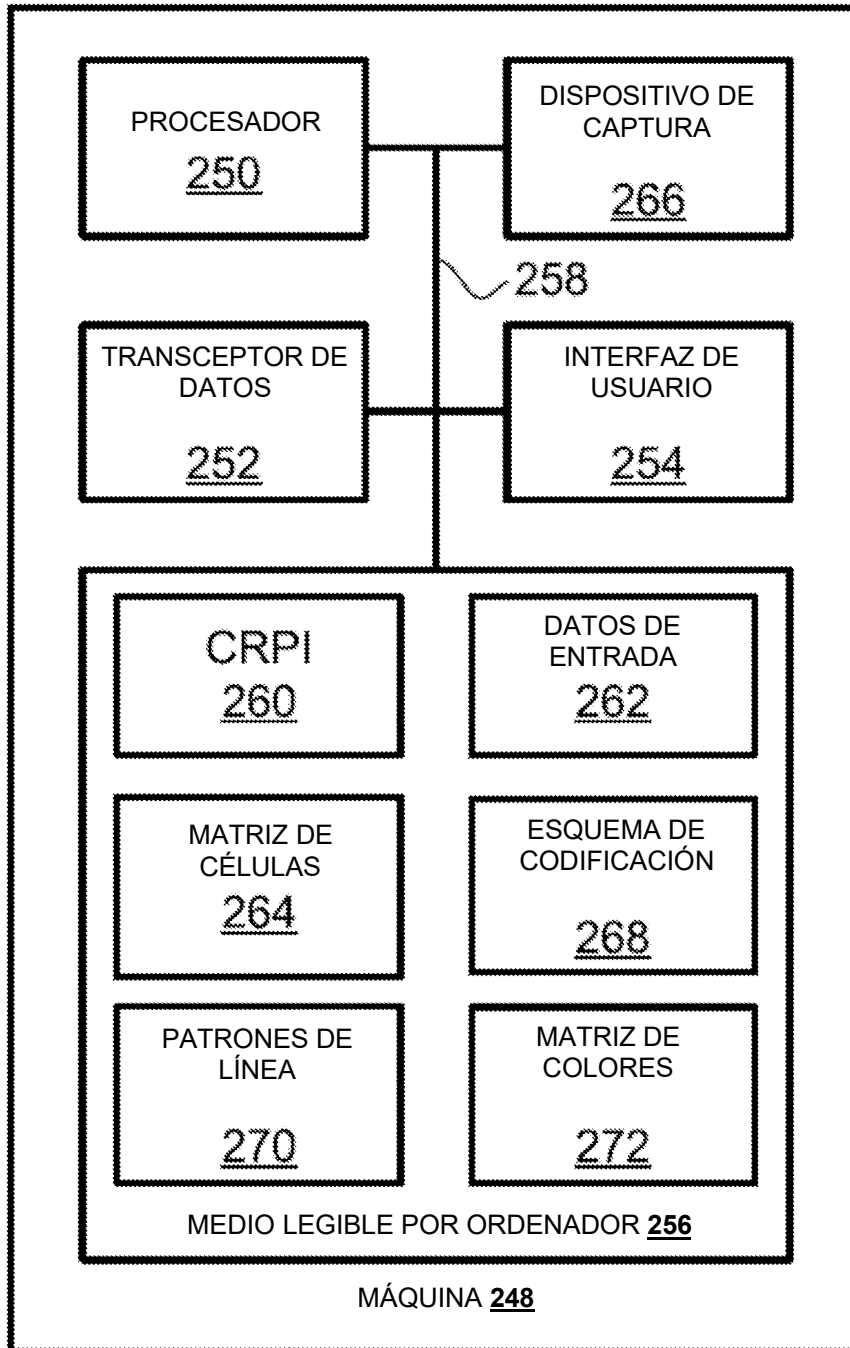 PROCESADOR
250
DISPOSITIVO DE
CAPTURA
266
258
TRANSCEPTOR DE
DATOS
252
INTERFAZ DE
USUARIO
254
CRPI
260
DATOS DE
ENTRADA
262
MATRIZ DE
CÉLULAS
264
ESQUEMA DE
CODIFICACIÓN
268
PATRONES DE
LÍNEA
270
MATRIZ DE
COLORES
272
MEDIO LEGIBLE POR ORDENADOR 256
MÁQUINA 248